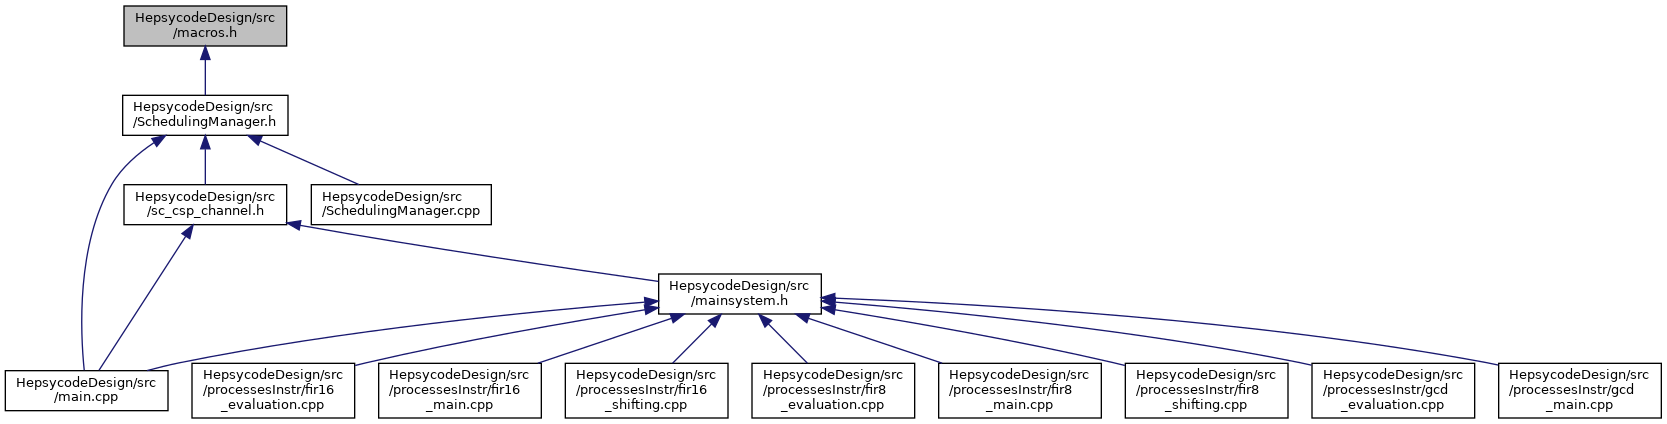 HepsycodeDesign/src
/macros.h
HepsycodeDesign/src
/SchedulingManager.h
HepsycodeDesign/src
/sc_csp_channel.h
HepsycodeDesign/src
/SchedulingManager.cpp
HepsycodeDesign/src
/mainsystem.h
HepsycodeDesign/src
/main.cpp
HepsycodeDesign/src
/processesInstr/fir16
_evaluation.cpp
HepsycodeDesign/src
/processesInstr/fir16
_main.cpp
HepsycodeDesign/src
/processesInstr/fir16
_shifting.cpp
HepsycodeDesign/src
/processesInstr/fir8
_evaluation.cpp
HepsycodeDesign/src
/processesInstr/fir8
_main.cpp
HepsycodeDesign/src
/processesInstr/fir8
_shifting.cpp
HepsycodeDesign/src
/processesInstr/gcd
_evaluation.cpp
HepsycodeDesign/src
/processesInstr/gcd
_main.cpp